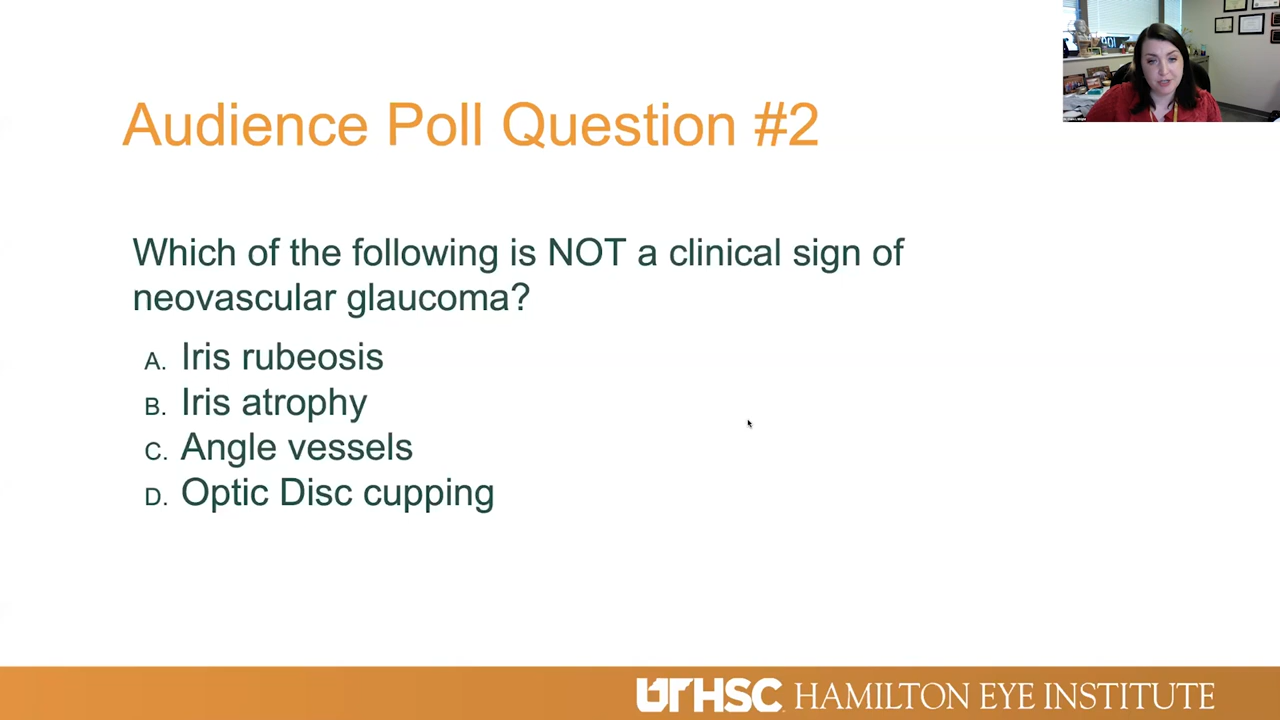 Audience Poll Question #2
Which of the following is NOT a clinical sign of
neovascular glaucoma?
A. Iris rubeosis
B. Iris atrophy
C. Angle vessels
D. Optic Disc cupping
UTHSC HAMILTON EYE INSTITUTE